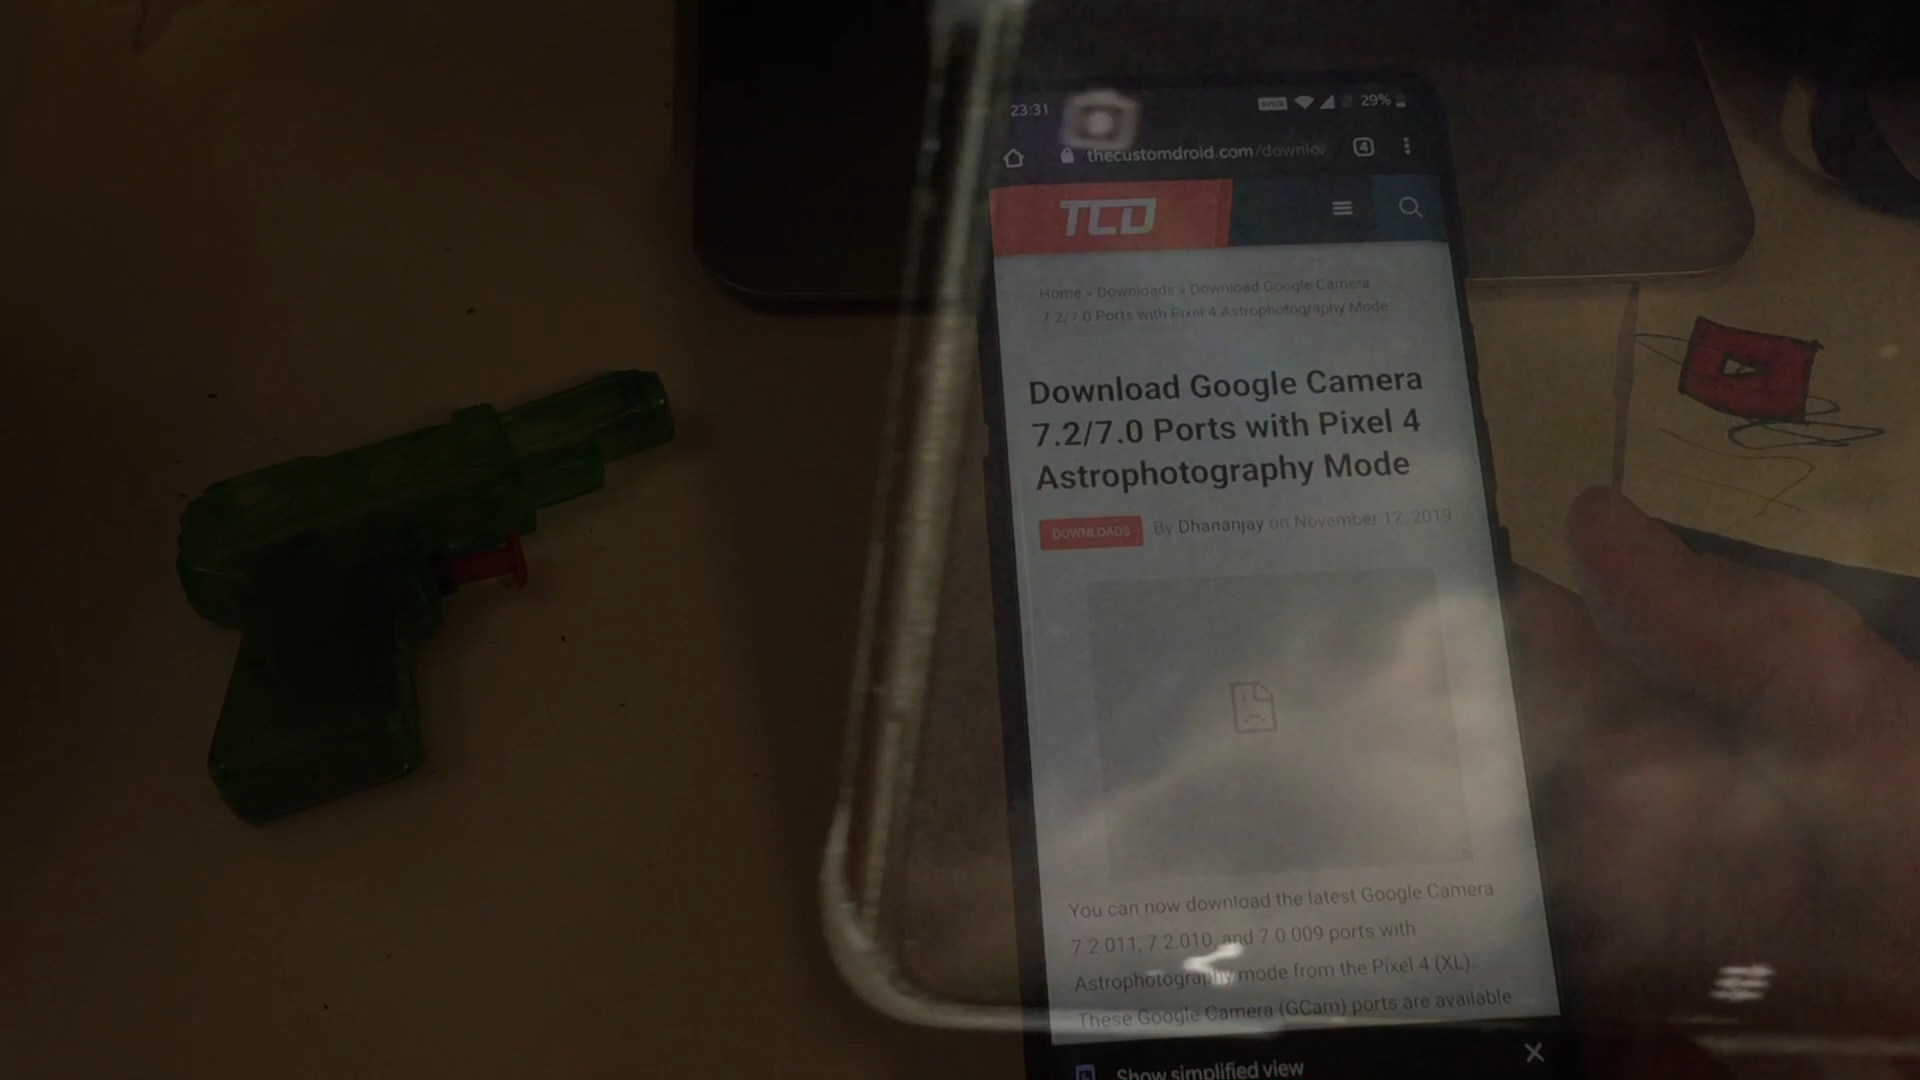 23:31
29%
thecustomdroid.com/downlo
4
TCD
Home » Downloads » Download Google Camera
7.2/7.0 Ports with Pixel 4 Astrophotography Mode
Download Google Camera
7.2/7.0 Ports with Pixel 4
Astrophotography Mode
DOWNLOADS By Dhananjay on November 12, 2019
You can now download the latest Google Camera
7.2.011, 7.2.010, and 7.0.009 ports with
Astrophotography mode from the Pixel 4 (XL).
These Google Camera (GCam) ports are available
Show simplified view